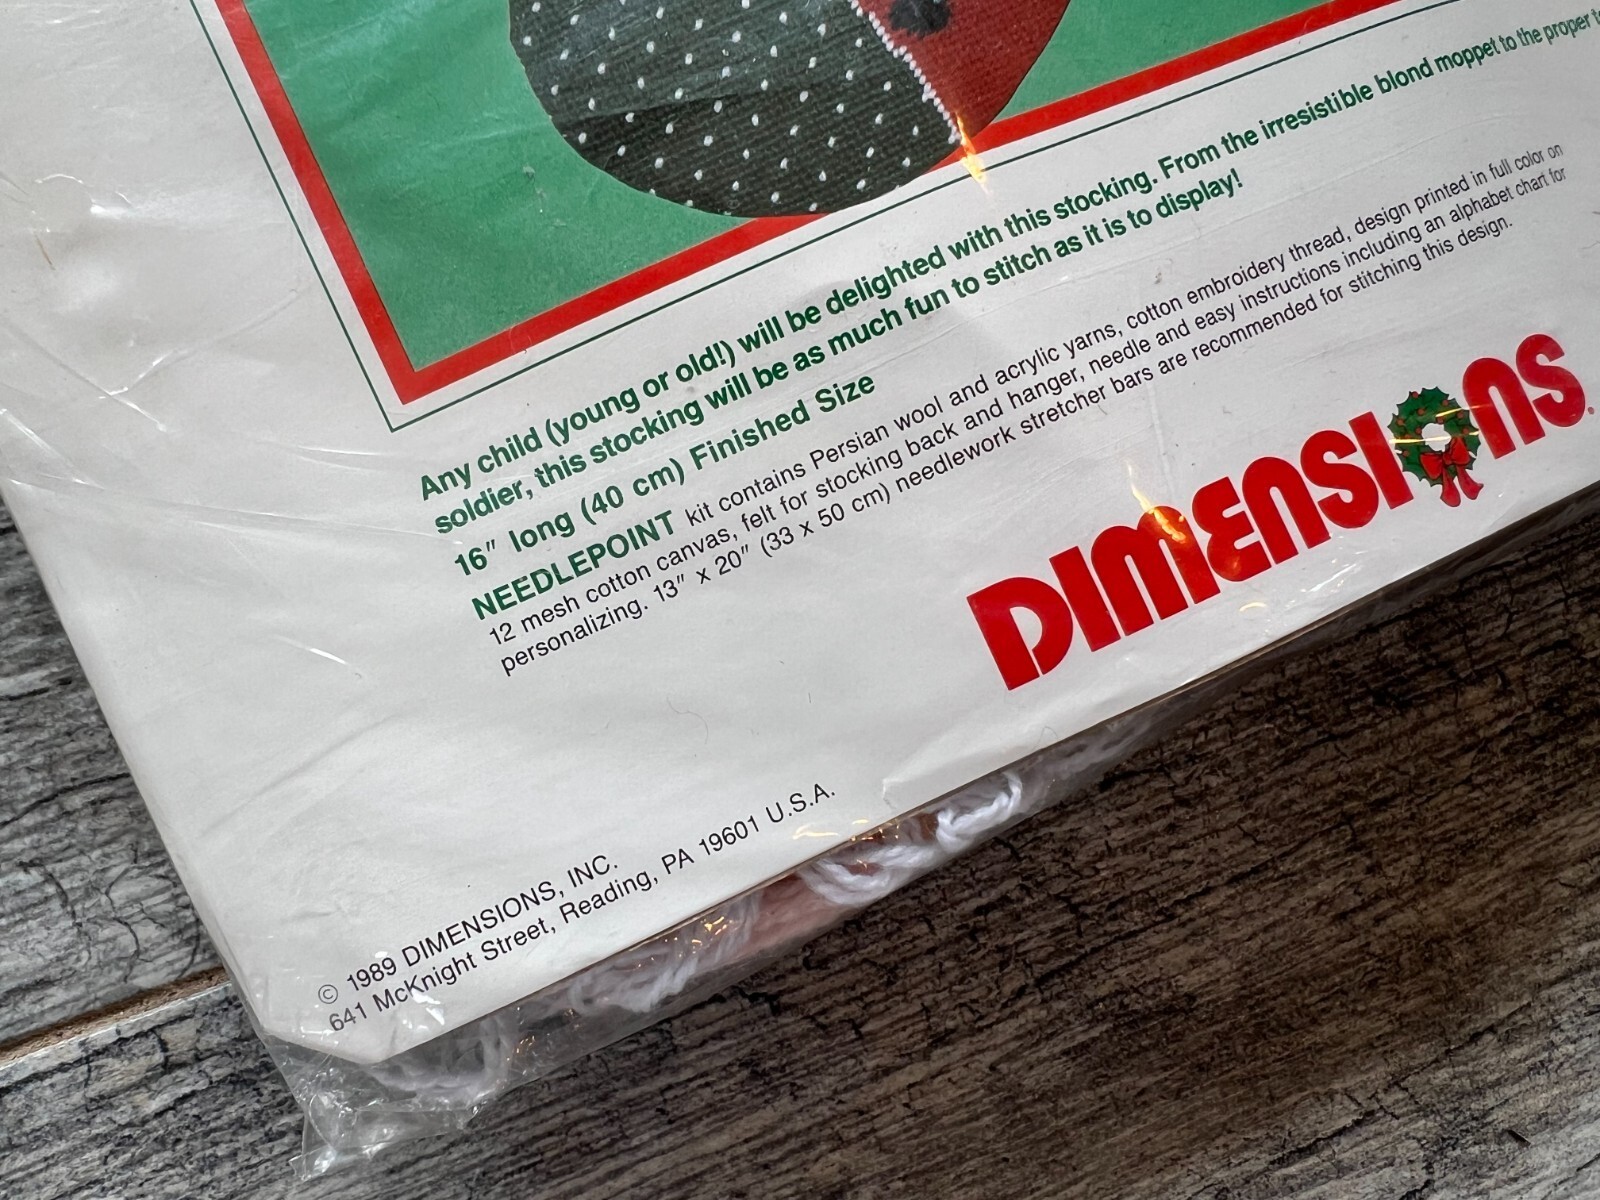 Any child (young or old!) will be delighted with this stocking. From the irresistible blond moppet to the proper
soldier, this stocking will be as much fun to stitch as it is to display!
16" long (40 cm) Finished Size
NEEDLEPOINT kit contains Persian wool and acrylic yarns, cotton embroidery thread, design printed in full color on
12 mesh cotton canvas, felt for stocking back and hanger, needle and easy instructions including an alphabet chart for
personalizing. 13" x 20" (33 x 50 cm) needlework stretcher bars are recommended for stitching this design.
DIMENSIONS
© 1989 DIMENSIONS, INC.
641 McKnight Street, Reading, PA 19601 U.S.A.